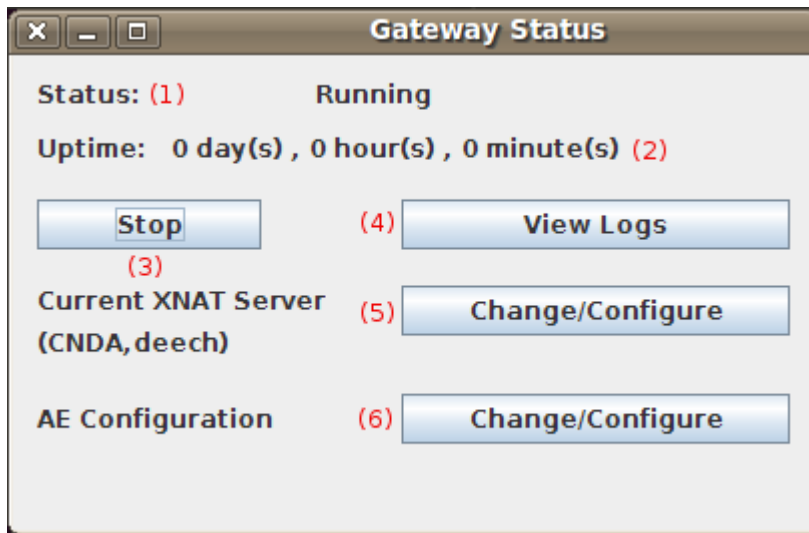 Gateway Status
Status: (1) Running
Uptime: 0 day(s) , 0 hour(s) , 0 minute(s) (2)
Stop (4) View Logs
(3)
Current XNAT Server (5) Change/Configure
(CNDA,deech)
AE Configuration (6) Change/Configure